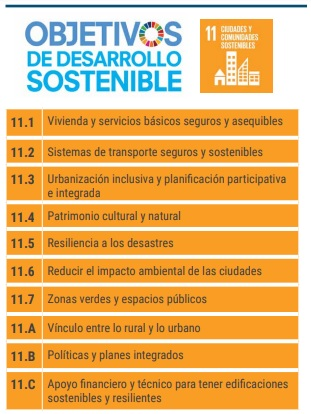 OBJETIVOS
DE DESARROLLO
SOSTENIBLE
11 CIUDADES Y
COMUNIDADES
SOSTENIBLES
11.1 Vivienda y servicios básicos seguros y asequibles
11.2 Sistemas de transporte seguros y sostenibles
11.3 Urbanización inclusiva y planificación participativa
e integrada
11.4 Patrimonio cultural y natural
11.5 Resiliencia a los desastres
11.6 Reducir el impacto ambiental de las ciudades
11.7 Zonas verdes y espacios públicos
11.A Vínculo entre lo rural y lo urbano
11.B Políticas y planes integrados
11.C Apoyo financiero y técnico para tener edificaciones
sostenibles y resilientes